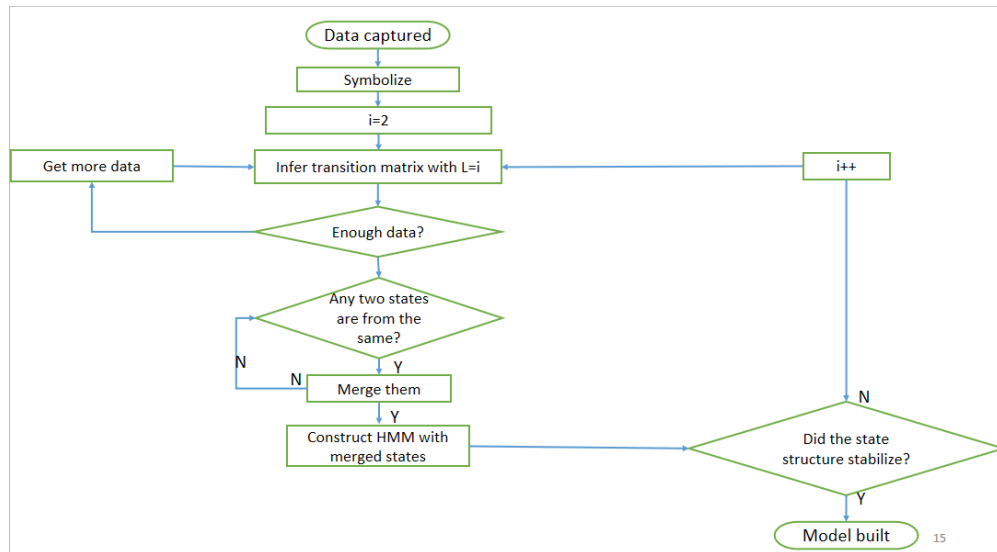 Data captured
Symbolize
i=2
Get more data
Infer transition matrix with L=i
i++
Enough data?
Any two states
are from the
same?
N
Y
N
Merge them
N
Y
Construct HMM with
merged states
Did the state
structure stabilize?
Y
Model built
15